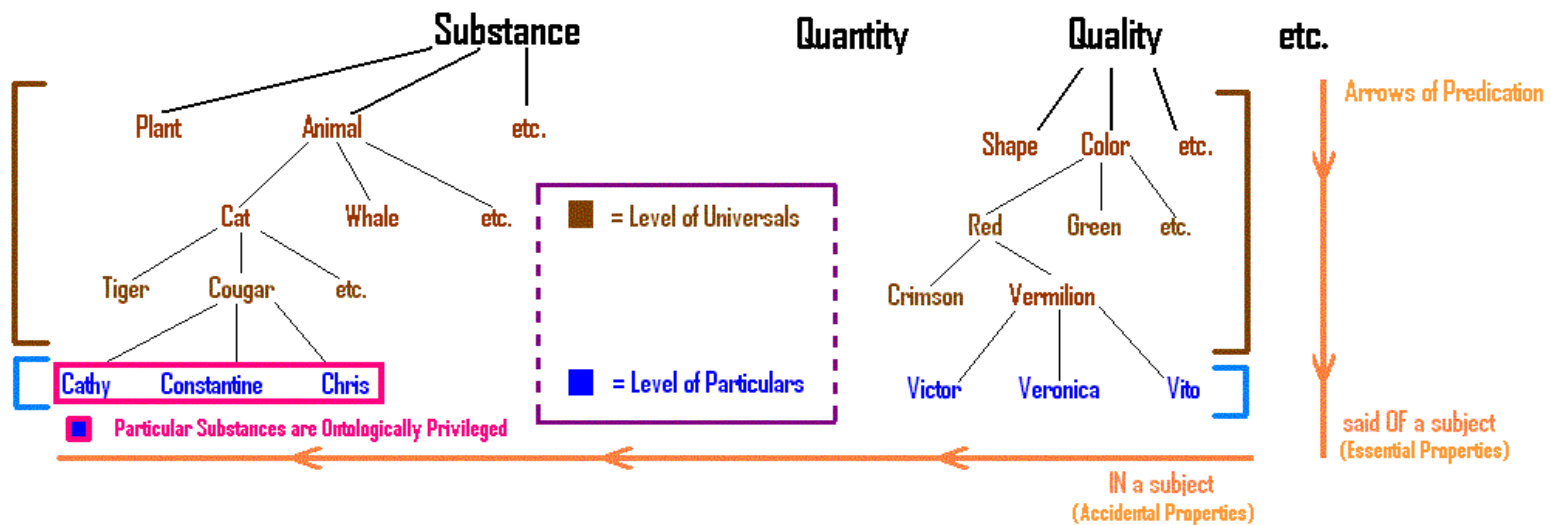 Substance Quantity Quality etc.
Arrows of Predication
Plant Animal etc.
Shape Color etc.
Cat Whale etc.
= Level of Universals
Red Green etc.
Tiger Cougar etc.
Crimson Vermilion
Cathy Constantine Chris
= Level of Particulars
Victor Veronica Vito
Particular Substances are Ontologically Privileged
said OF a subject
(Essential Properties)
IN a subject
(Accidental Properties)